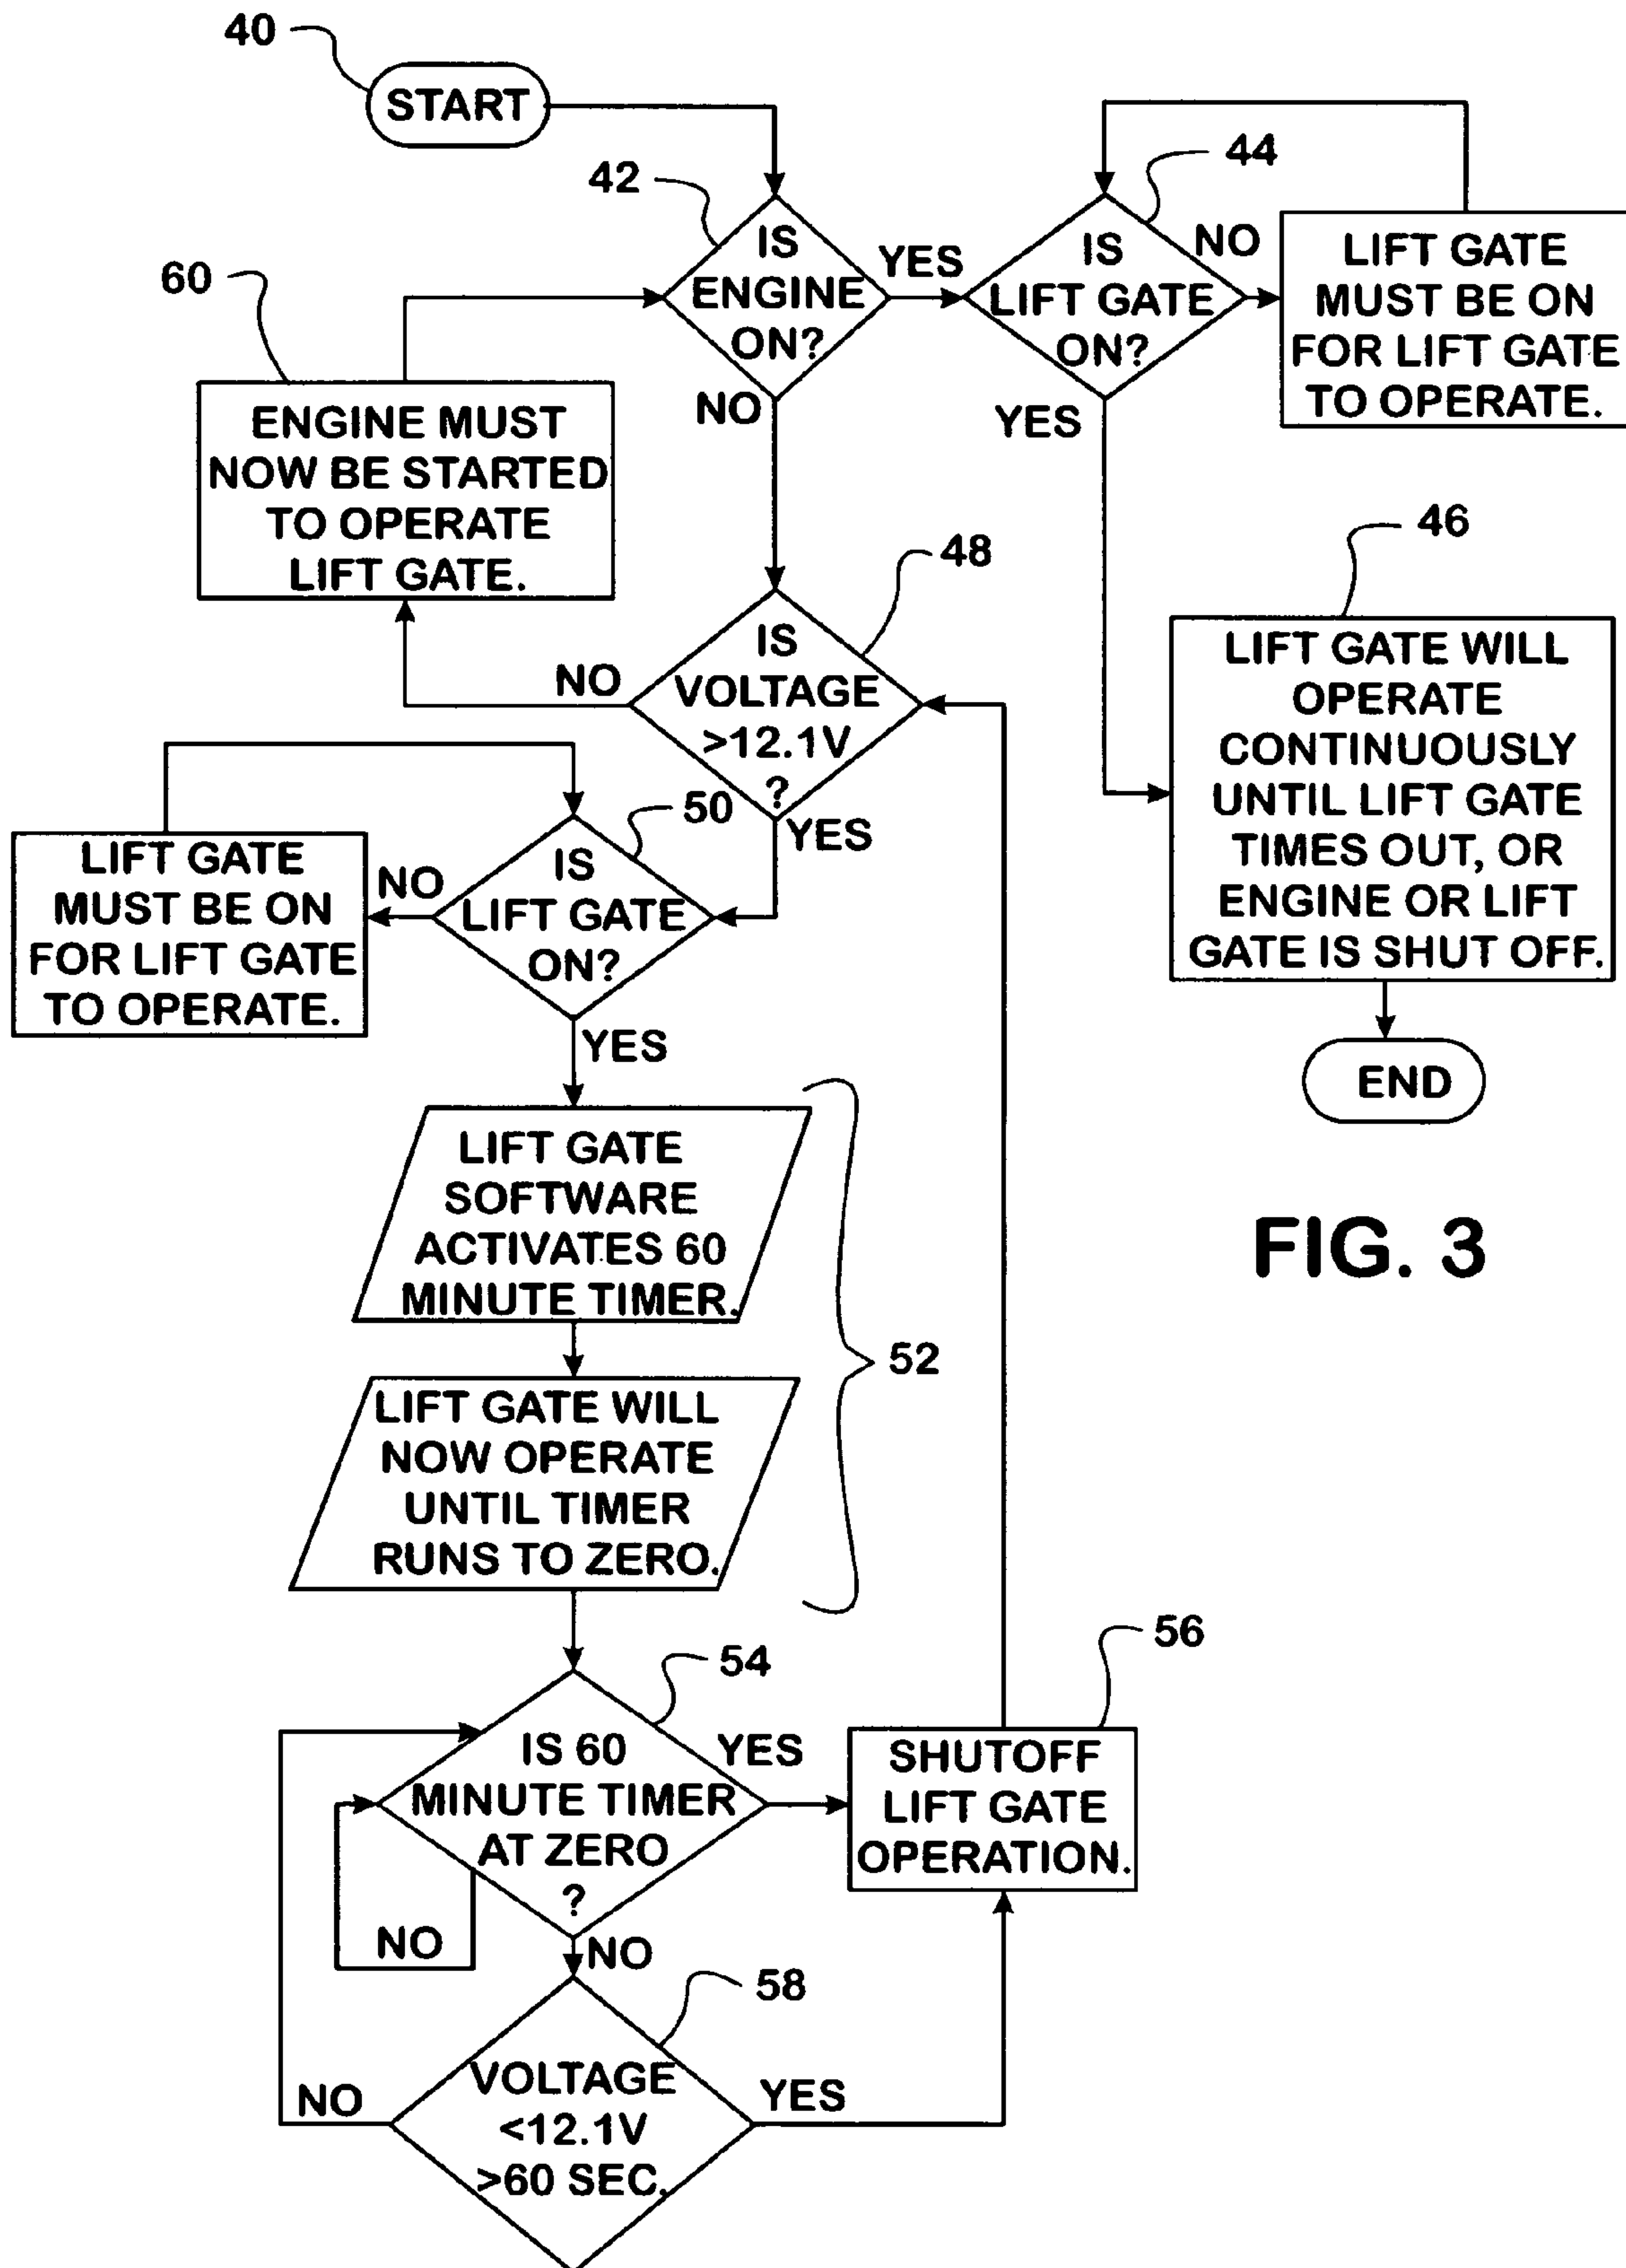 40
START
42
IS
ENGINE
ON?
YES
NO
44
IS
LIFT GATE
ON?
NO
YES
LIFT GATE
MUST BE ON
FOR LIFT GATE
TO OPERATE.
60
ENGINE MUST
NOW BE STARTED
TO OPERATE
LIFT GATE.
46
LIFT GATE WILL
OPERATE
CONTINUOUSLY
UNTIL LIFT GATE
TIMES OUT, OR
ENGINE OR LIFT
GATE IS SHUT OFF.
END
48
IS
VOLTAGE
>12.1V
?
NO
YES
50
IS
LIFT GATE
ON?
NO
YES
LIFT GATE
MUST BE ON
FOR LIFT GATE
TO OPERATE.
LIFT GATE
SOFTWARE
ACTIVATES 60
MINUTE TIMER.
52
LIFT GATE WILL
NOW OPERATE
UNTIL TIMER
RUNS TO ZERO.
FIG. 3
54
IS 60
MINUTE TIMER
AT ZERO
?
YES
NO
NO
56
SHUTOFF
LIFT GATE
OPERATION.
58
VOLTAGE
<12.1V
>60 SEC.
NO
YES